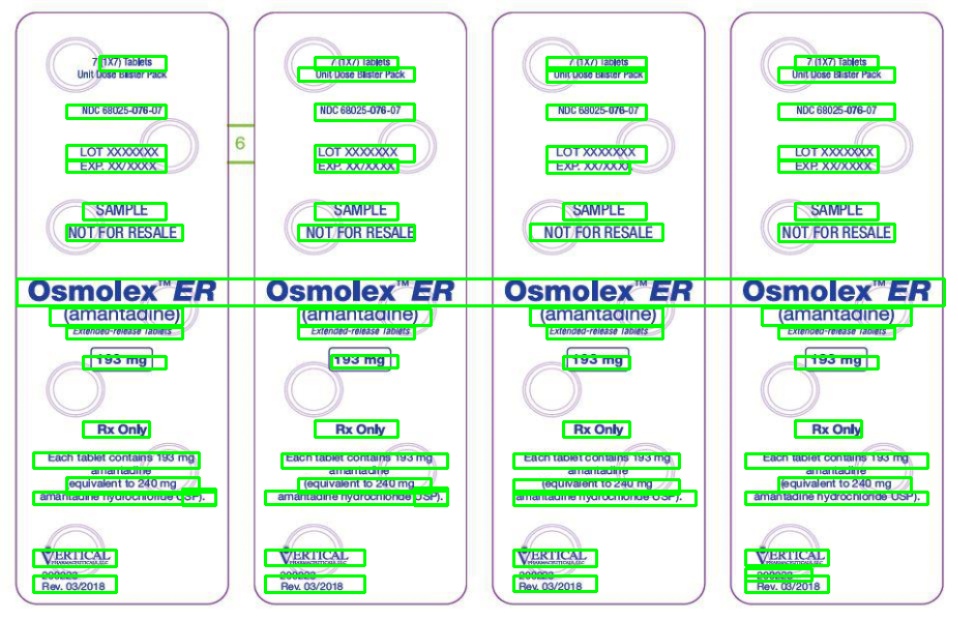 7 (1X7) Tablets
Unit Dose Blister Pack
NDC 68025-076-07
LOT XXXXXXX
EXP. XX/XXXX
SAMPLE
NOT FOR RESALE
Osmolex™ ER
(amantadine)
Extended-release Tablets
193 mg
Rx Only
Each tablet contains 193 mg
amantadine
(equivalent to 240 mg
amantadine hydrochloride USP).
VERTICAL
PHARMACEUTICALS, LLC
Rev. 03/2018
6
7 (1X7) Tablets
Unit Dose Blister Pack
NDC 68025-076-07
LOT XXXXXXX
EXP. XX/XXXX
SAMPLE
NOT FOR RESALE
Osmolex™ ER
(amantadine)
Extended-release Tablets
193 mg
Rx Only
Each tablet contains 193 mg
amantadine
(equivalent to 240 mg
amantadine hydrochloride USP).
VERTICAL
PHARMACEUTICALS, LLC
Rev. 03/2018
7 (1X7) Tablets
Unit Dose Blister Pack
NDC 68025-076-07
LOT XXXXXXX
EXP. XX/XXXX
SAMPLE
NOT FOR RESALE
Osmolex™ ER
(amantadine)
Extended-release Tablets
193 mg
Rx Only
Each tablet contains 193 mg
amantadine
(equivalent to 240 mg
amantadine hydrochloride USP).
VERTICAL
PHARMACEUTICALS, LLC
Rev. 03/2018
7 (1X7) Tablets
Unit Dose Blister Pack
NDC 68025-076-07
LOT XXXXXXX
EXP. XX/XXXX
SAMPLE
NOT FOR RESALE
Osmolex™ ER
(amantadine)
Extended-release Tablets
193 mg
Rx Only
Each tablet contains 193 mg
amantadine
(equivalent to 240 mg
amantadine hydrochloride USP).
VERTICAL
PHARMACEUTICALS, LLC
Rev. 03/2018